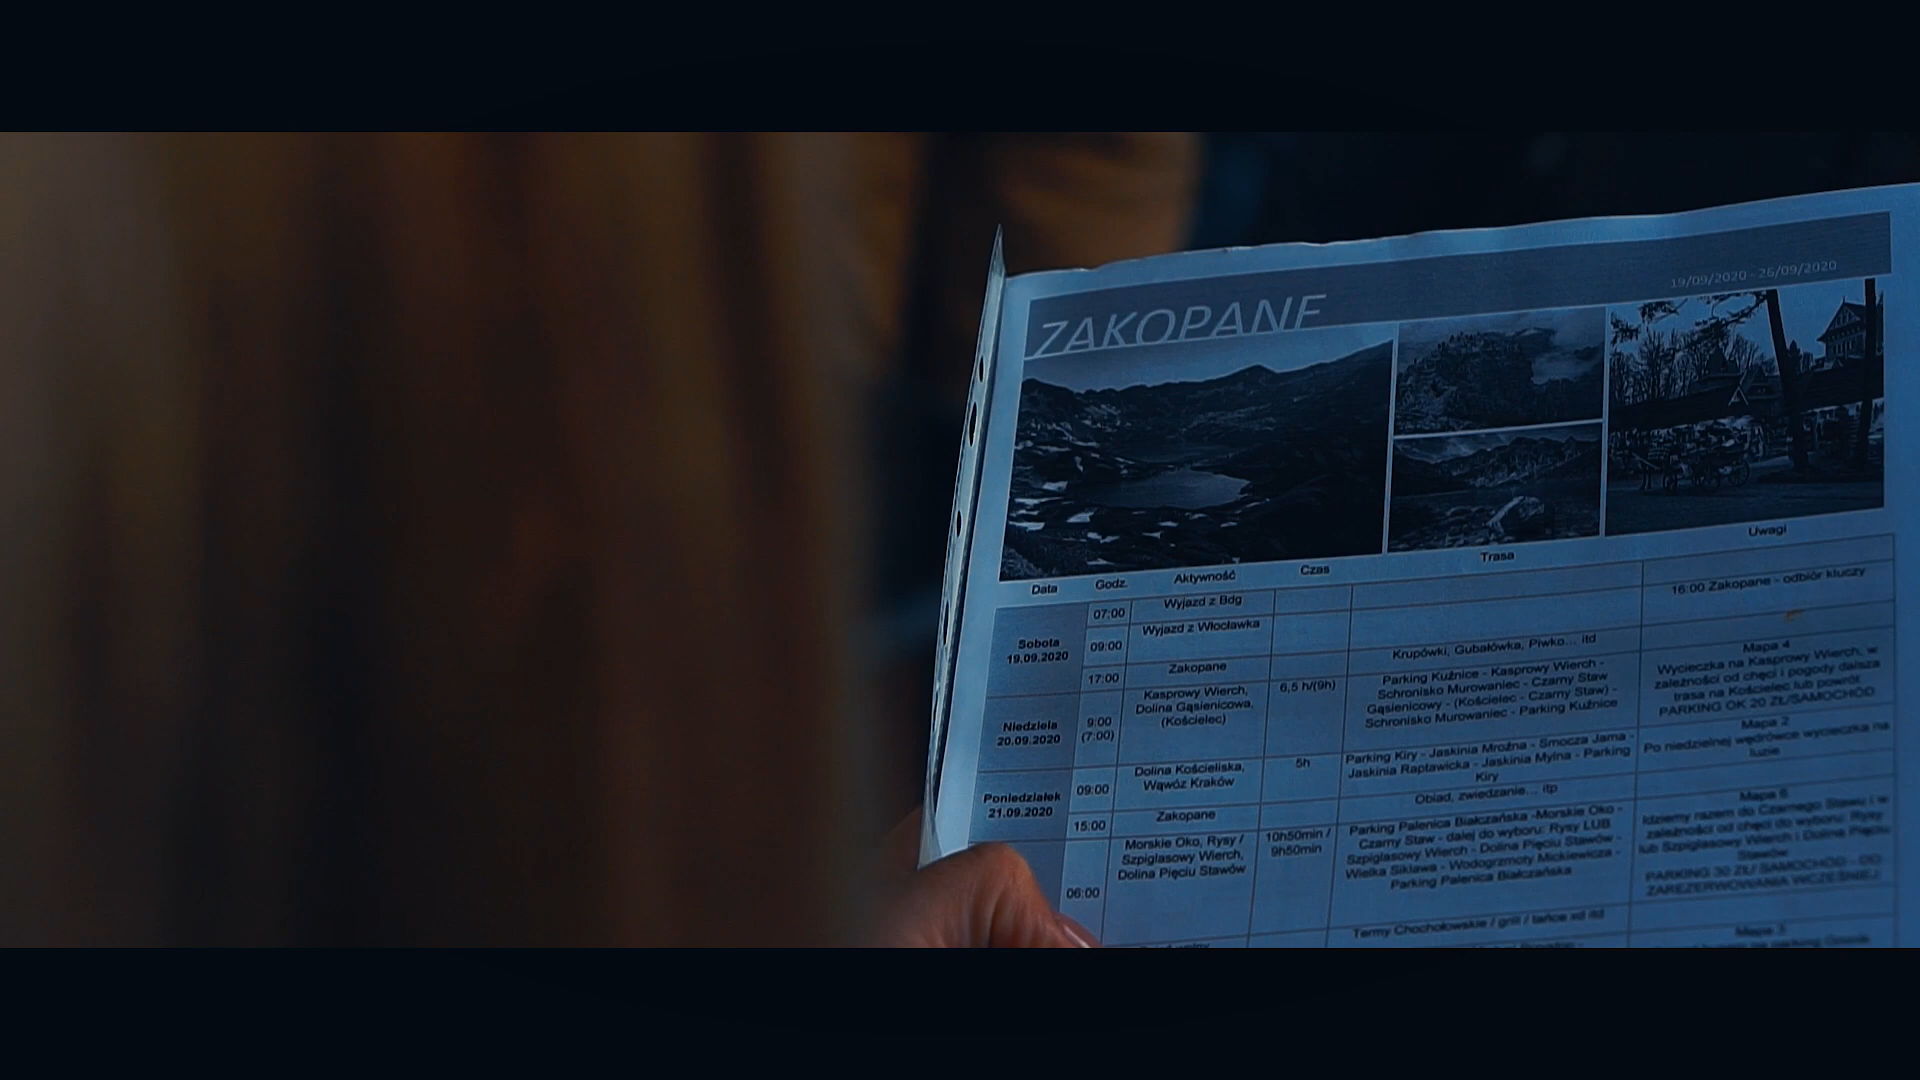 19/09/2020 - 26/09/2020
ZAKOPANE
Data Godz. Aktywność Czas Trasa Uwagi
Sobota
19.09.2020
07:00 Wyjazd z Bdg 16:00 Zakopane - odbiór kluczy
09:00 Wyjazd z Włocławka
17:00 Zakopane Krupówki, Gubałówka, Piwko... itd
Niedziela
20.09.2020
9:00
(7:00)
Kasprowy Wierch,
Dolina Gąsienicowa,
(Kościelec)
6,5 h/(9h)
Parking Kuźnice - Kasprowy Wierch -
Schronisko Murowaniec - Czarny Staw
Gąsienicowy - (Kościelec - Czarny Staw) -
Schronisko Murowaniec - Parking Kuźnice
Mapa 4
Wycieczka na Kasprowy Wierch, w
zależności od chęci i pogody dalsza
trasa na Kościelec lub powrót
PARKING OK 20 ZŁ/SAMOCHÓD
Poniedziałek
21.09.2020
09:00
Dolina Kościeliska,
Wąwóz Kraków
5h
Parking Kiry - Jaskinia Mroźna - Smocza Jama -
Jaskinia Raptawicka - Jaskinia Mylna - Parking
Kiry
Mapa 2
Po niedzielnej wędrówce wycieczka na
luzie
15:00 Zakopane Obiad, zwiedzanie... itp
06:00
Morskie Oko, Rysy /
Szpiglasowy Wierch,
Dolina Pięciu Stawów
10h50min /
9h50min
Parking Palenica Białczańska -Morskie Oko -
Czarny Staw - dalej do wyboru: Rysy LUB
Szpiglasowy Wierch - Dolina Pięciu Stawów -
Wielka Siklawa - Wodogrzmoty Mickiewicza -
Parking Palenica Białczańska
Mapa 6
Idziemy razem do Czarnego Stawu i w
zależności od chęci do wyboru: Rysy
lub Szpiglasowy Wierch i Dolina Pięciu
Stawów
PARKING 30 ZŁ/ SAMOCHÓD - DO
ZAREZERWOWANIA WCZEŚNIEJ
Termy Chochołowskie / grill / tańce xd itd
Mapa 3